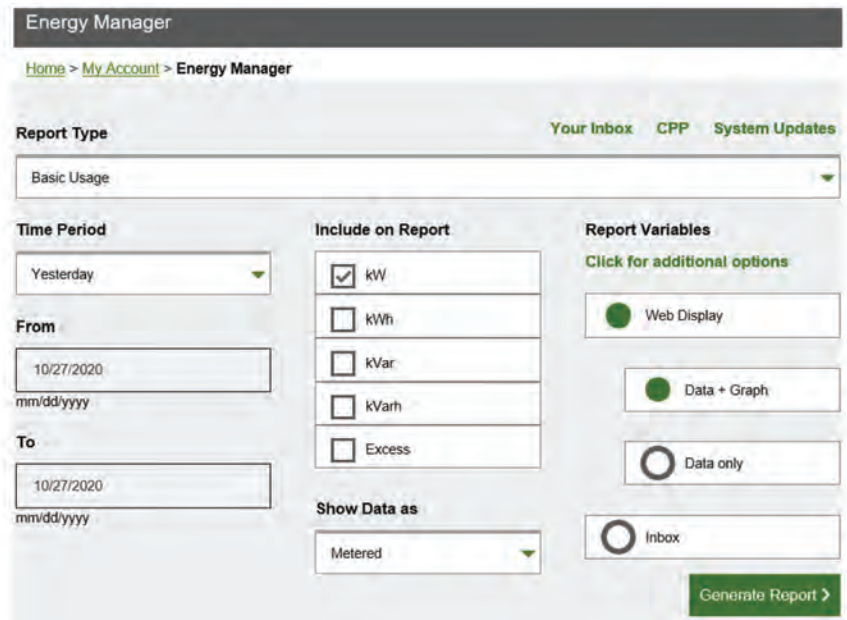 Energy Manager
Home > My Account > Energy Manager
Report Type
Your Inbox CPP System Updates
Basic Usage
Time Period
Yesterday
From
10/27/2020
mm/dd/yyyy
To
10/27/2020
mm/dd/yyyy
Include on Report
kW
kWh
kVar
kVarh
Excess
Show Data as
Metered
Report Variables
Click for additional options
Web Display
Data + Graph
Data only
Inbox
Generate Report >